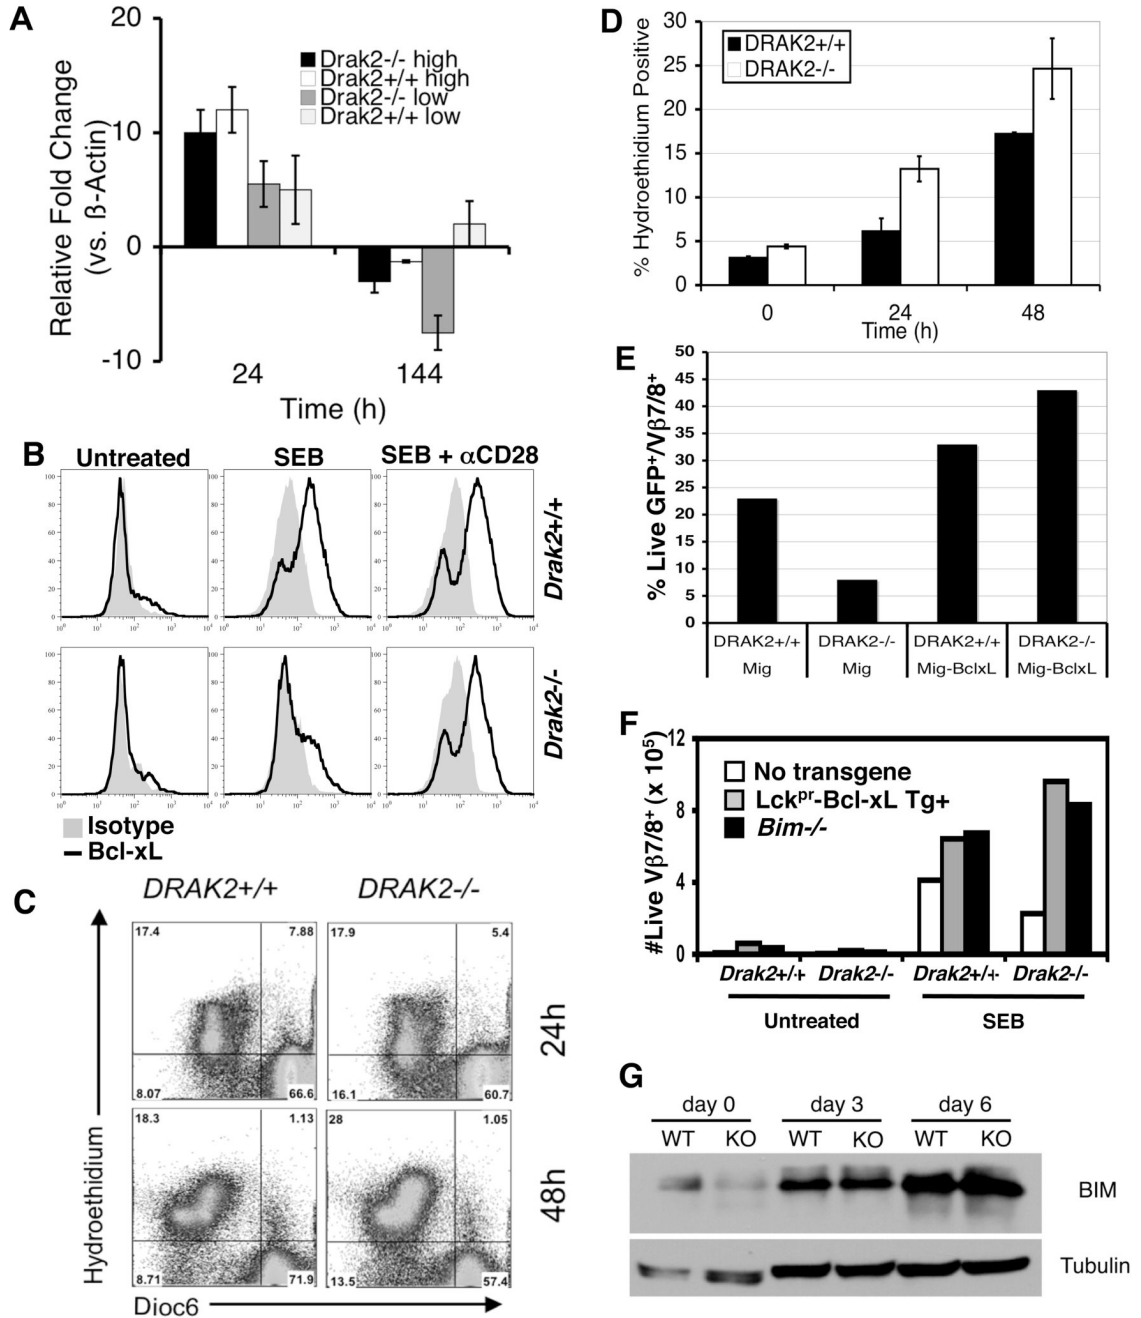 A
20
10
0
-10
Relative Fold Change
(vs. ß-Actin)
Drak2-/- high
Drak2+/+ high
Drak2-/- low
Drak2+/+ low
24
144
Time (h)
B
Untreated
SEB
SEB + αCD28
Drak2+/+
Drak2-/-
Isotype
Bcl-xL
C
DRAK2+/+
DRAK2-/-
17.4
7.88
8.07
66.6
17.9
5.4
16.1
60.7
24h
18.3
1.13
8.71
71.9
28
1.05
13.5
57.4
48h
Hydroethidium
Dioc6
D
DRAK2+/+
DRAK2-/-
30
25
20
15
10
5
0
% Hydroethidium Positive
0
24
48
Time (h)
E
50
45
40
35
30
25
20
15
10
5
0
% Live GFP⁺/Vβ7/8⁺
DRAK2+/+
DRAK2-/-
DRAK2+/+
DRAK2-/-
Mig
Mig
Mig-BclxL
Mig-BclxL
F
12
8
4
0
#Live Vβ7/8⁺ (x 10⁵)
No transgene
Lckᵖʳ-Bcl-xL Tg+
Bim-/-
Drak2+/+
Drak2-/-
Drak2+/+
Drak2-/-
Untreated
SEB
G
day 0
day 3
day 6
WT
KO
WT
KO
WT
KO
BIM
Tubulin